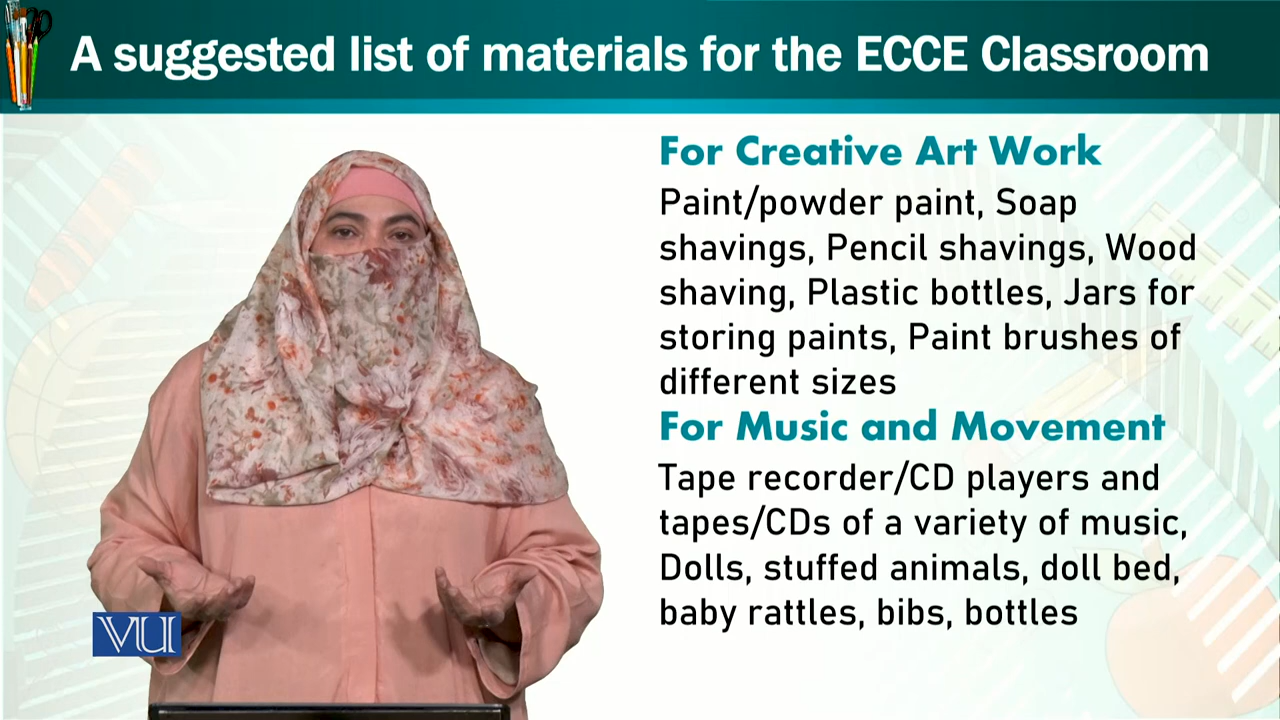 A suggested list of materials for the ECCE Classroom
For Creative Art Work
Paint/powder paint, Soap
shavings, Pencil shavings, Wood
shaving, Plastic bottles, Jars for
storing paints, Paint brushes of
different sizes
For Music and Movement
Tape recorder/CD players and
tapes/CDs of a variety of music,
Dolls, stuffed animals, doll bed,
baby rattles, bibs, bottles
VU